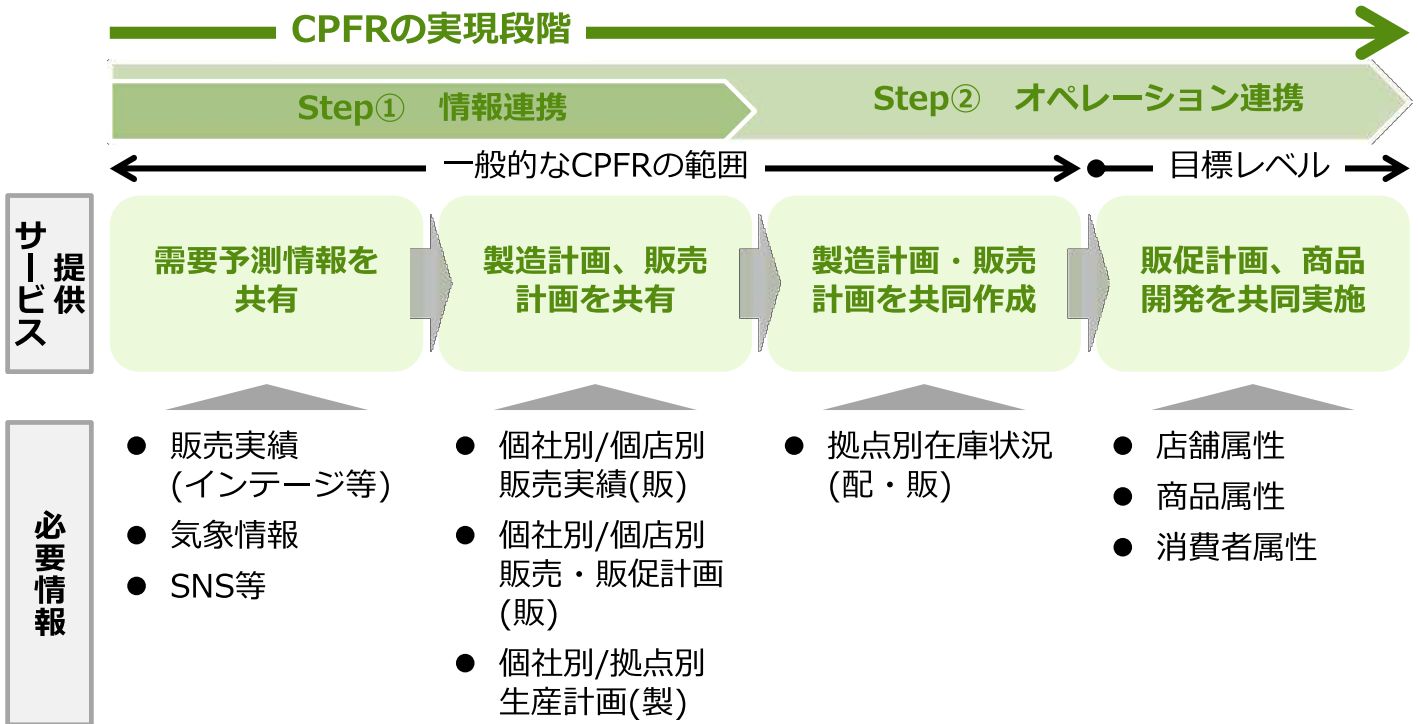 CPFRの実現段階
Step① 情報連携
Step② オペレーション連携
一般的なCPFRの範囲
目標レベル
提供
サービス
需要予測情報を
共有
製造計画、販売
計画を共有
製造計画・販売
計画を共同作成
販促計画、商品
開発を共同実施
必要情報
● 販売実績
(インテージ等)
● 気象情報
● SNS等
● 個社別/個店別
販売実績(販)
● 個社別/個店別
販売・販促計画
(販)
● 個社別/拠点別
生産計画(製)
● 拠点別在庫状況
(配・販)
● 店舗属性
● 商品属性
● 消費者属性